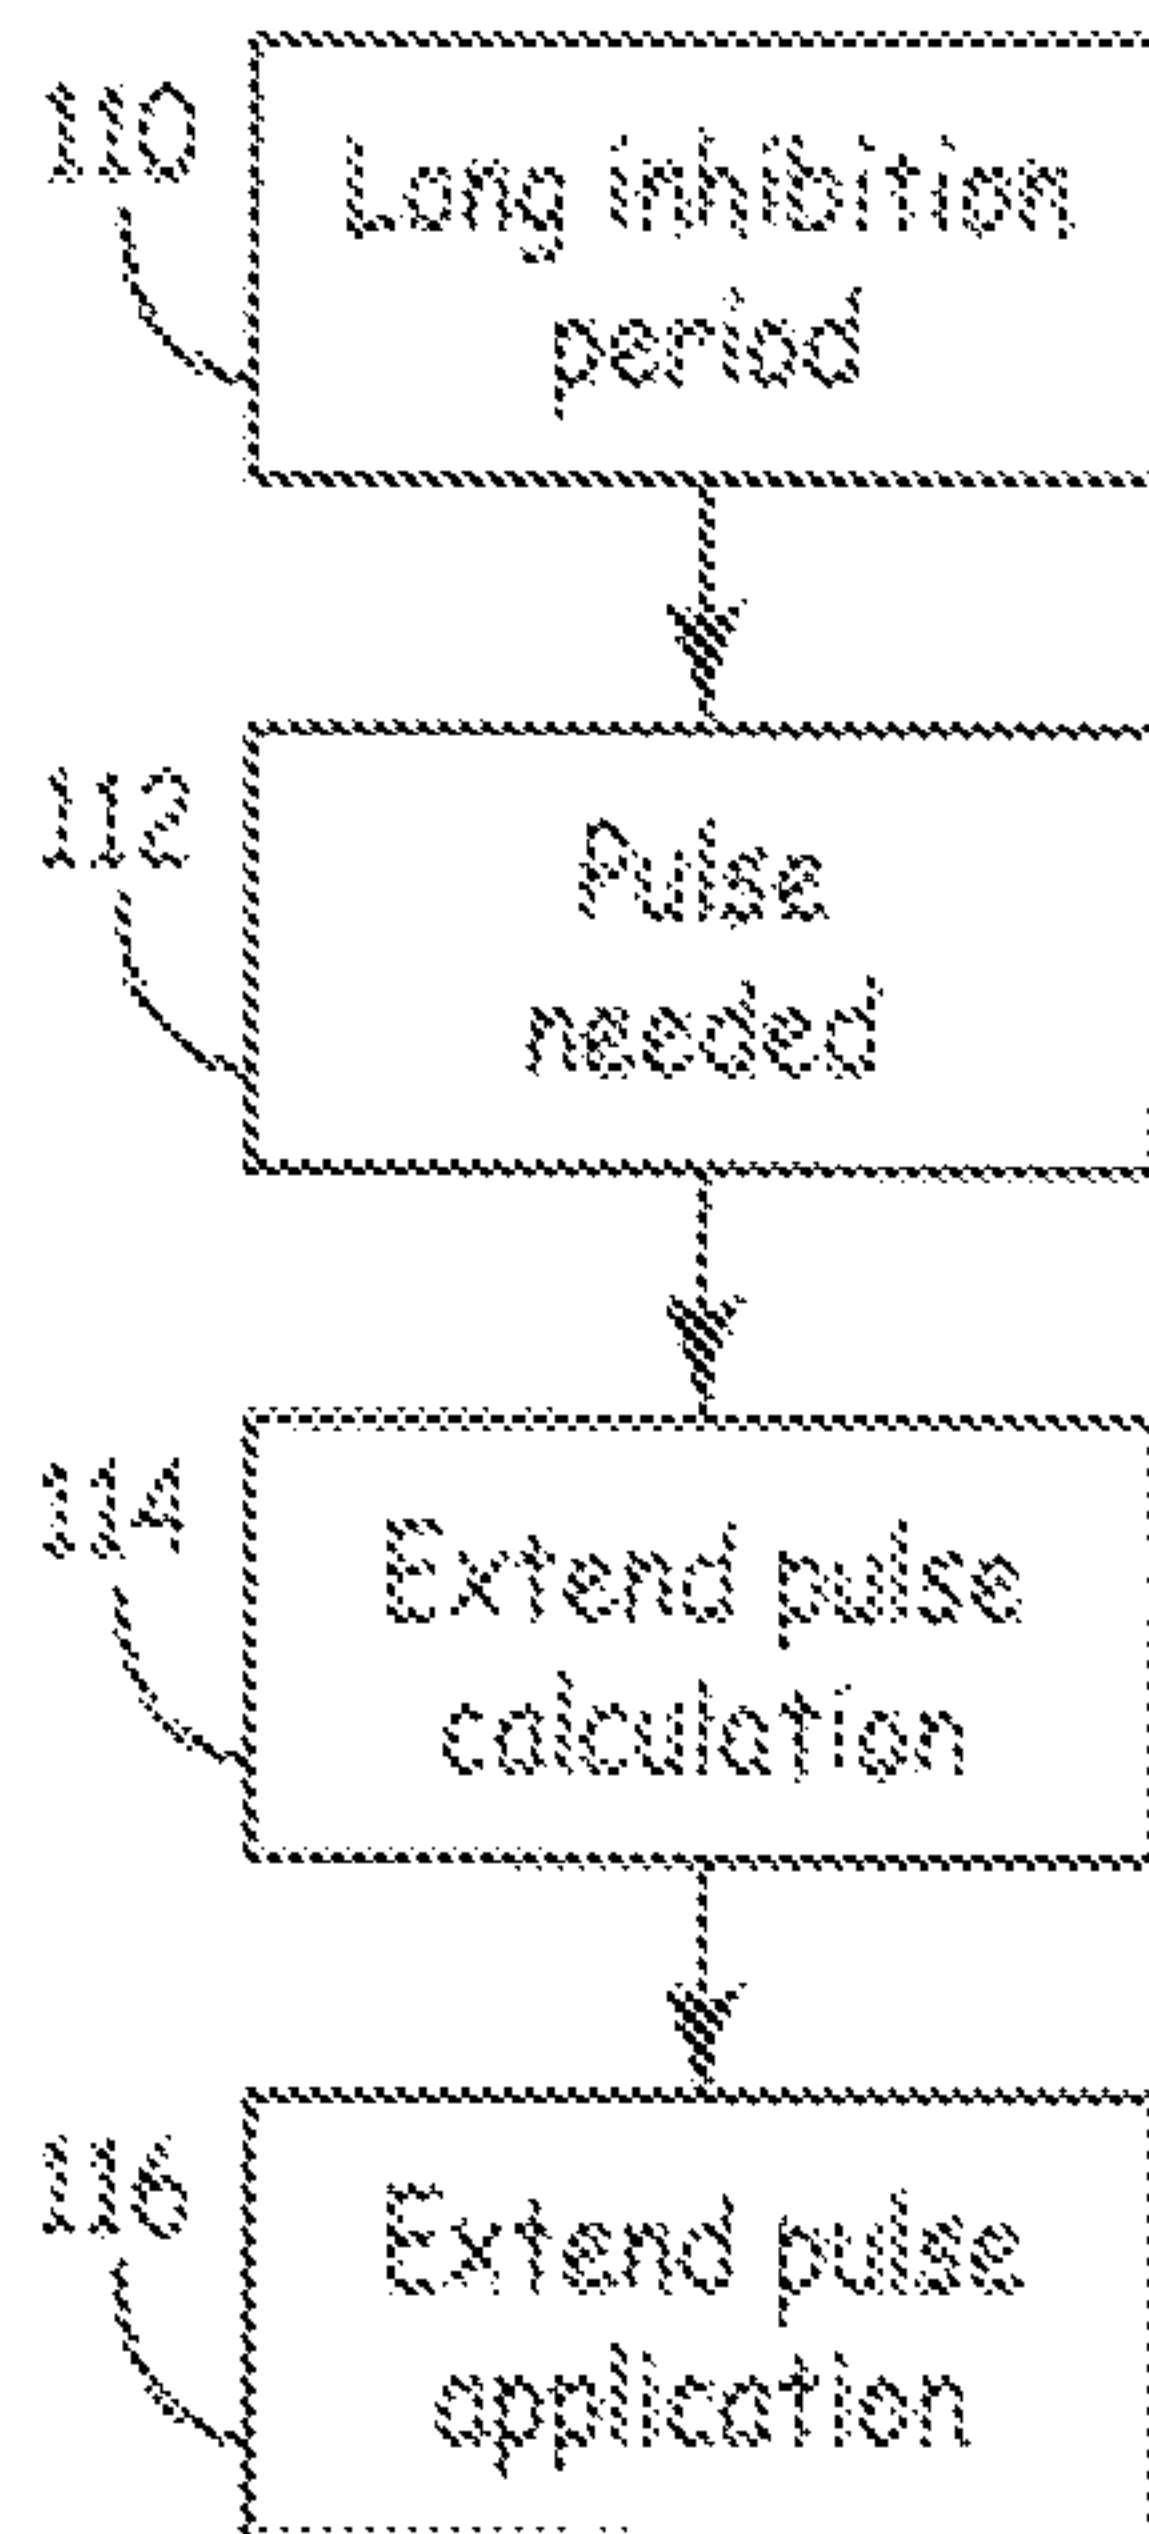 110
Long inhibition
period
112
Pulse
needed
114
Extend pulse
calculation
116
Extend pulse
application